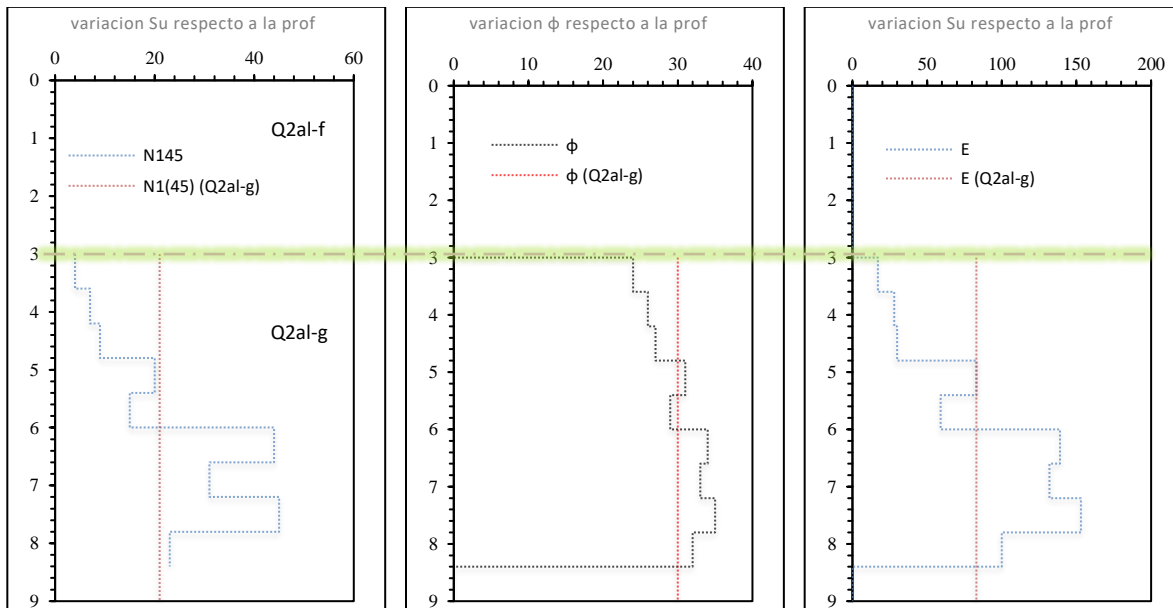 variacion Su respecto a la prof
0 20 40 60
0
1
2
3
4
5
6
7
8
9
Q2al-f
N145
N1(45) (Q2al-g)
Q2al-g
variacion ϕ respecto a la prof
0 10 20 30 40
0
1
2
3
4
5
6
7
8
9
ϕ
ϕ (Q2al-g)
variacion Su respecto a la prof
0 50 100 150 200
0
1
2
3
4
5
6
7
8
9
E
E (Q2al-g)